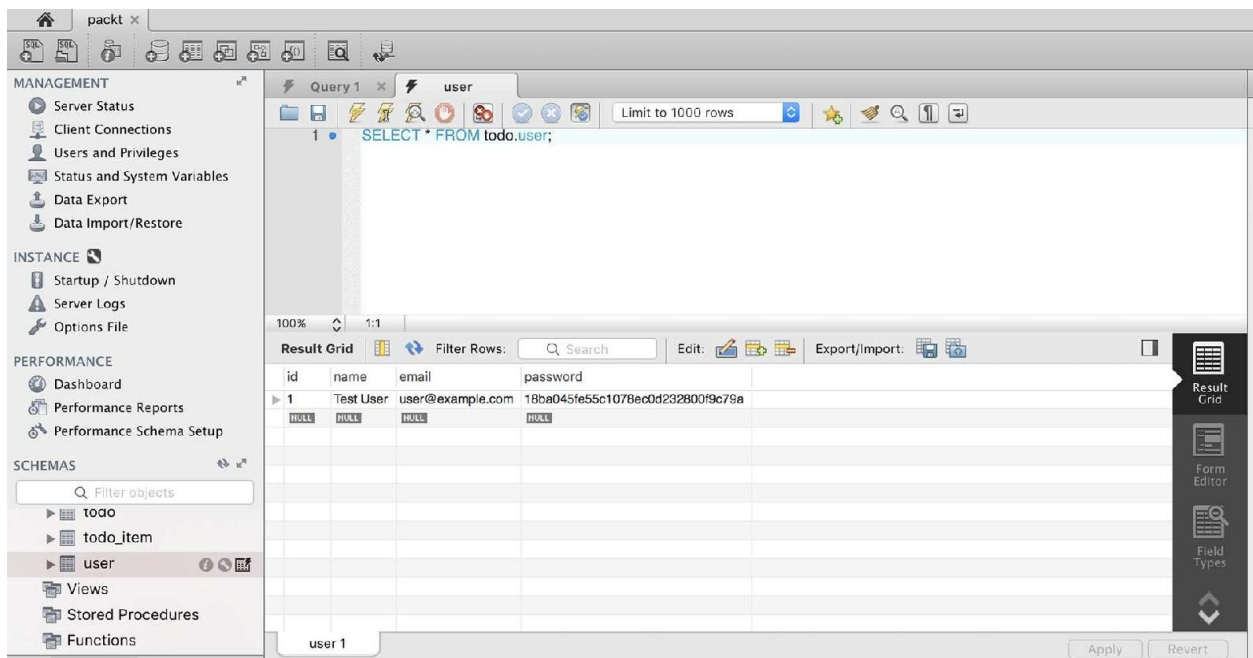 packt ×
SQL SQL
MANAGEMENT
Server Status
Client Connections
Users and Privileges
Status and System Variables
Data Export
Data Import/Restore
INSTANCE
Startup / Shutdown
Server Logs
Options File
PERFORMANCE
Dashboard
Performance Reports
Performance Schema Setup
SCHEMAS
Filter objects
todo
todo_item
user
Views
Stored Procedures
Functions
Query 1 × user
Limit to 1000 rows
1 SELECT * FROM todo.user;
100% 1:1
Result Grid Filter Rows: Search Edit: Export/Import:
id name email password
1 Test User user@example.com 18ba045fe55c1078ec0d232800f9c79a
NULL NULL NULL NULL
user 1
Apply Revert
Result
Grid
Form
Editor
Field
Types